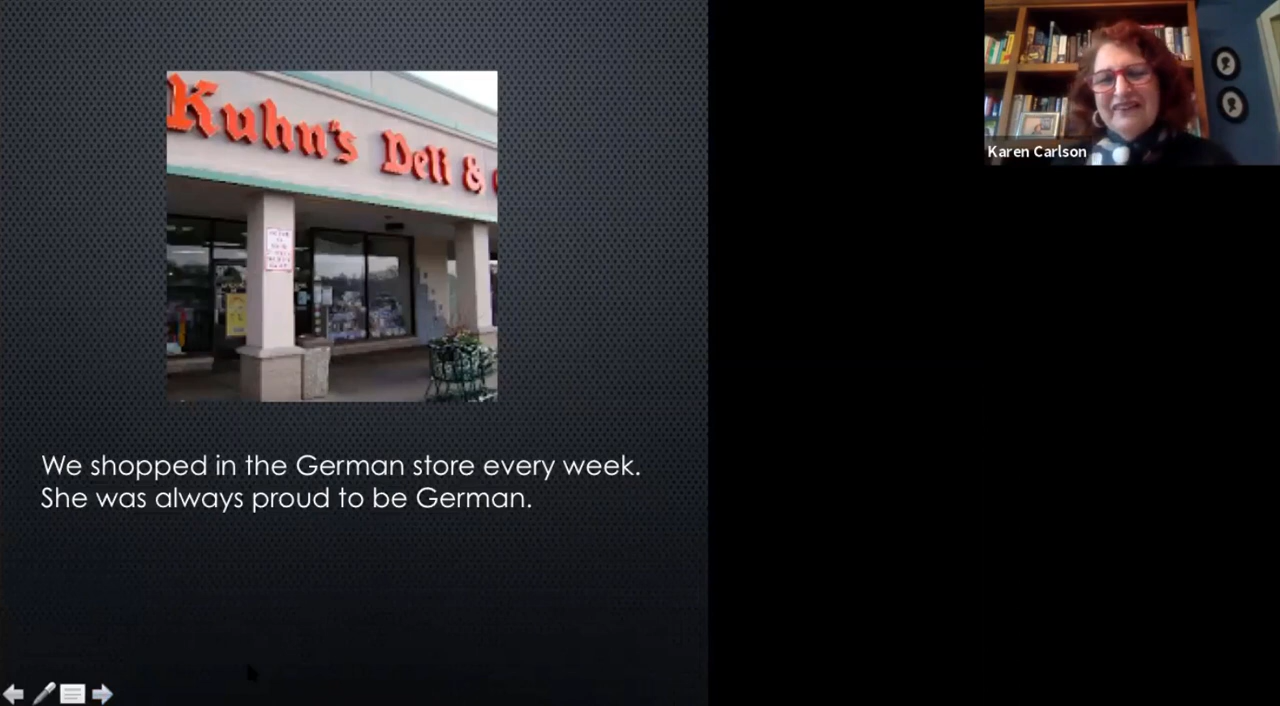 Kuhn's Deli &
Karen Carlson
We shopped in the German store every week.
She was always proud to be German.